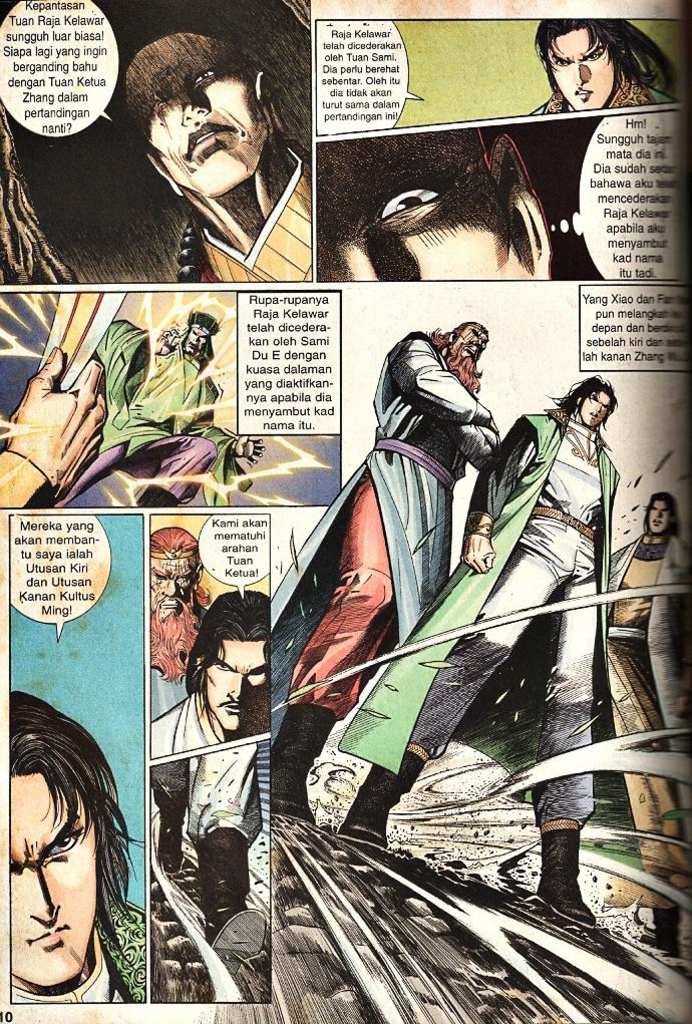 Kepantasan
Tuan Raja Kelawar
sungguh luar biasa!
Siapa lagi yang ingin
berganding bahu
dengan Tuan Ketua
Zhang dalam
pertandingan
nanti?
Raja Kelawar
telah dicederakan
oleh Tuan Sami.
Dia perlu berehat
sebentar. Oleh itu
dia tidak akan
turut sama dalam
pertandingan ini!
Hm!
Sungguh tajam
mata dia ini.
Dia sudah sedar
bahawa aku telah
mencederakan
Raja Kelawar
apabila aku
menyambut
kad nama
itu tadi.
Rupa-rupanya
Raja Kelawar
telah dicedera-
kan oleh Sami
Du E dengan
kuasa dalaman
yang diaktifkan-
nya apabila dia
menyambut kad
nama itu.
Yang Xiao dan Fan
pun melangkah ke
depan dan berdiri
sebelah kiri dan
lah kanan Zhang
Mereka yang
akan memban-
tu saya ialah
Utusan Kiri
dan Utusan
Kanan Kultus
Ming!
Kami akan
mematuhi
arahan
Tuan
Ketua!
10